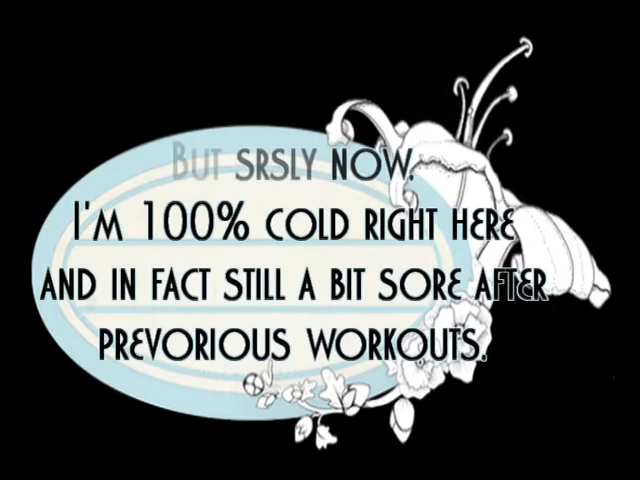 But srsly now.
I'm 100% cold right here
and in fact still a bit sore after
prevorious workouts.